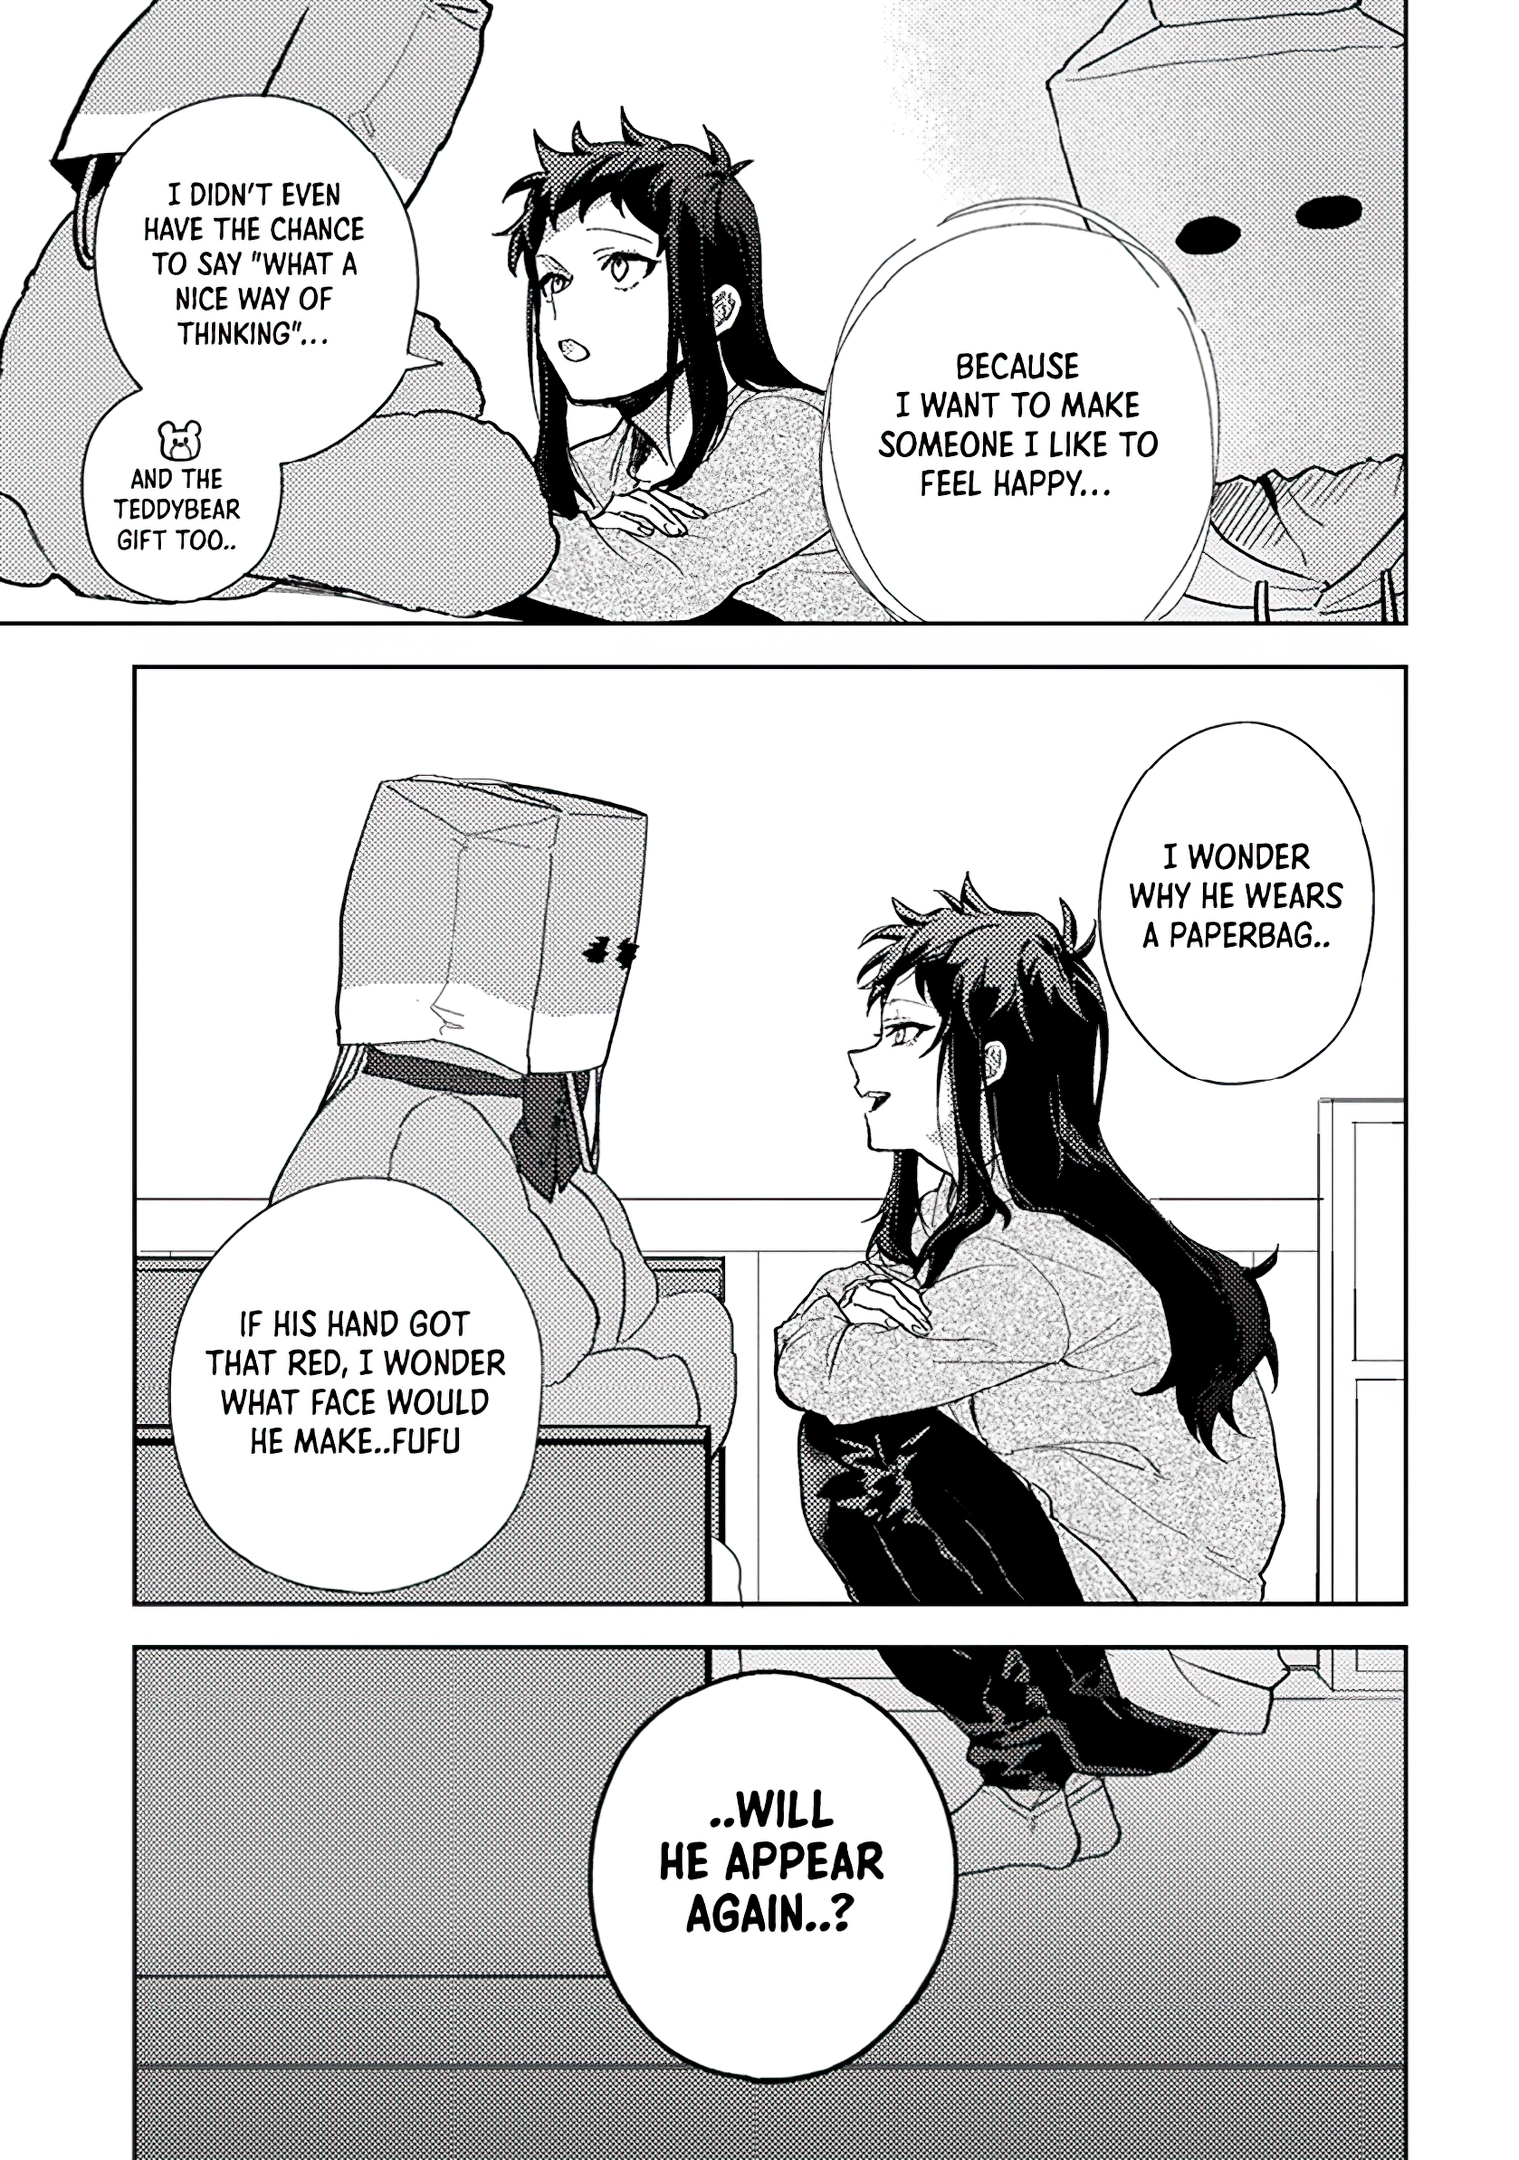 BECAUSE
I WANT TO MAKE
SOMEONE I LIKE TO
FEEL HAPPY...
I DIDN'T EVEN
HAVE THE CHANCE
TO SAY "WHAT A
NICE WAY OF
THINKING"...
AND THE
TEDDYBEAR
GIFT TOO..
I WONDER
WHY HE WEARS
A PAPERBAG..
IF HIS HAND GOT
THAT RED, I WONDER
WHAT FACE WOULD
HE MAKE..FUFU
..WILL
HE APPEAR
AGAIN..?